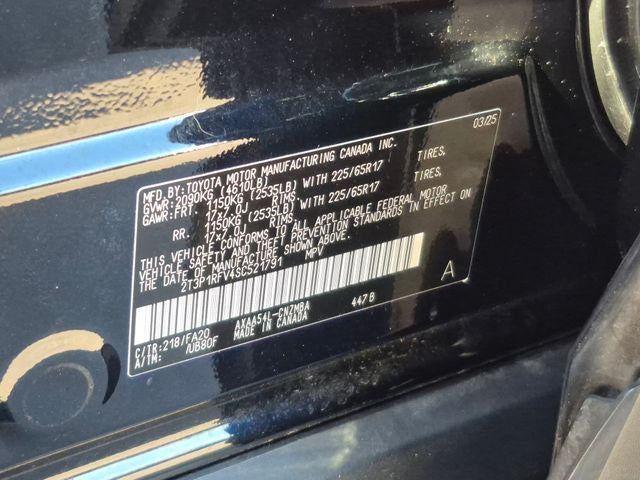 MFD.BY:TOYOTA MOTOR MANUFACTURING CANADA INC. 03/25
GVWR:2090KG(4610LB)
GAWR:FRT. 1150KG (2535LB) WITH 225/65R17 TIRES,
17x7.0J RIMS
RR. 1150KG (2535LB) WITH 225/65R17 TIRES,
17x7.0J RIMS
THIS VEHICLE CONFORMS TO ALL APPLICABLE FEDERAL MOTOR
VEHICLE SAFETY AND THEFT PREVENTION STANDARDS IN EFFECT ON
THE DATE OF MANUFACTURE SHOWN ABOVE.
2T3P1RFV4SC521791 MPV
A
C/TR:218/FA20 AXAA54L-CNZMBA 447B
A/TM: /UB80F MADE IN CANADA